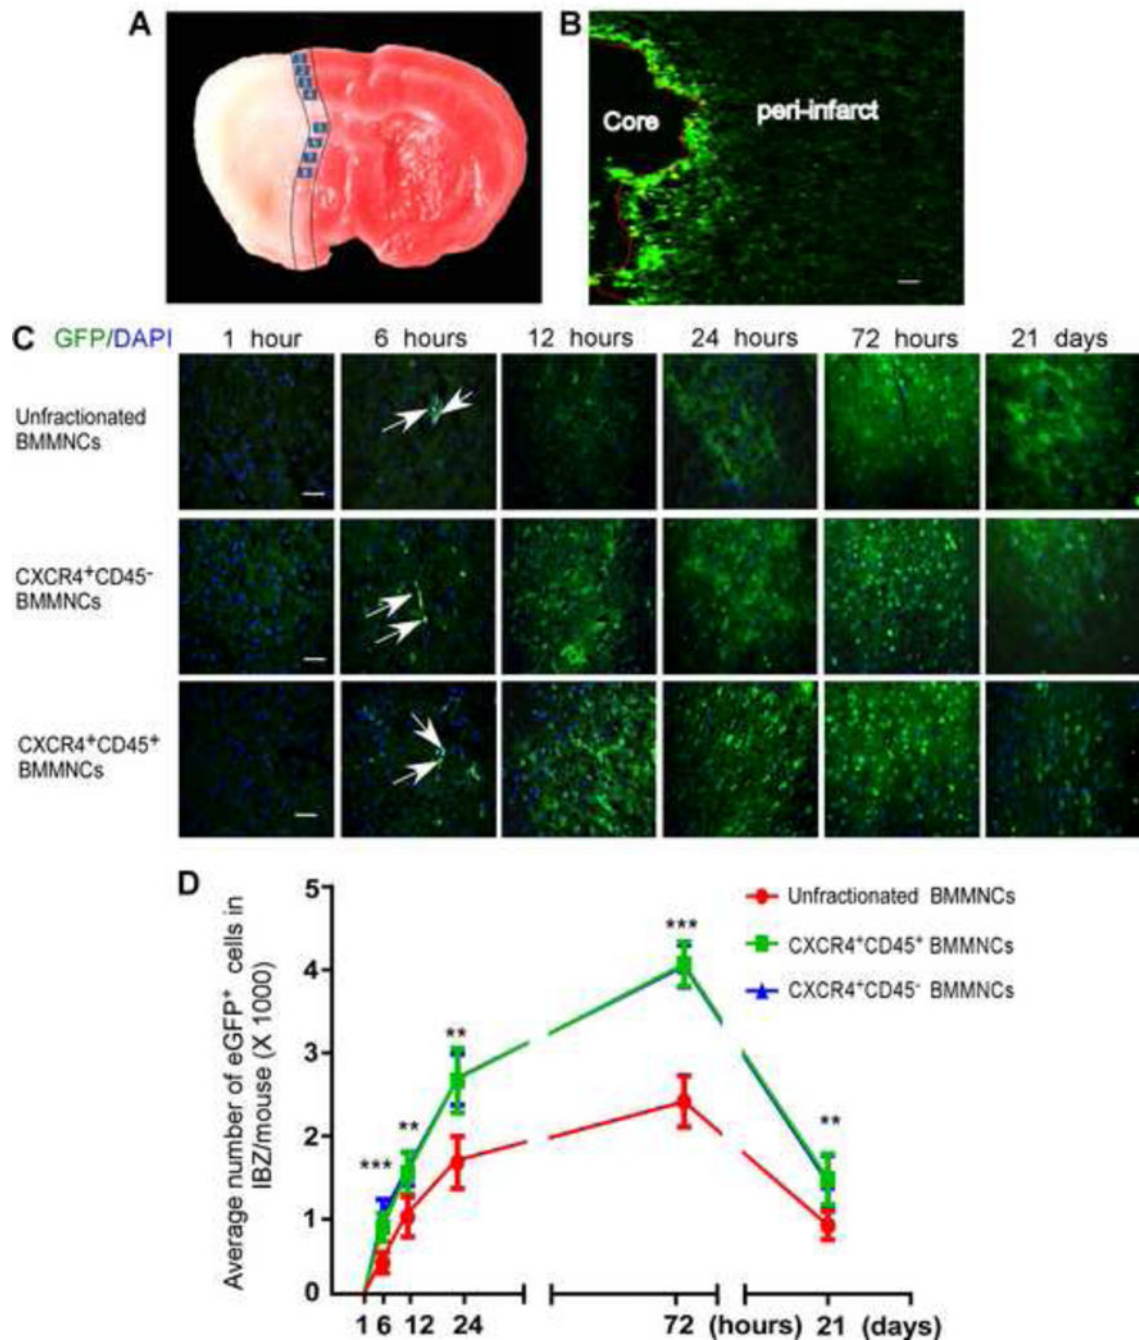 A
B
Core
peri-infarct
C GFP/DAPI 1 hour 6 hours 12 hours 24 hours 72 hours 21 days
Unfractionated
BMMNCs
CXCR4⁺CD45⁻
BMMNCs
CXCR4⁺CD45⁺
BMMNCs
D
Average number of eGFP⁺ cells in
IBZ/mouse (X 1000)
5
4
3
2
1
0
***
**
**
***
**
Unfractionated BMMNCs
CXCR4⁺CD45⁺ BMMNCs
CXCR4⁺CD45⁻ BMMNCs
1 6 12 24 72 (hours) 21 (days)